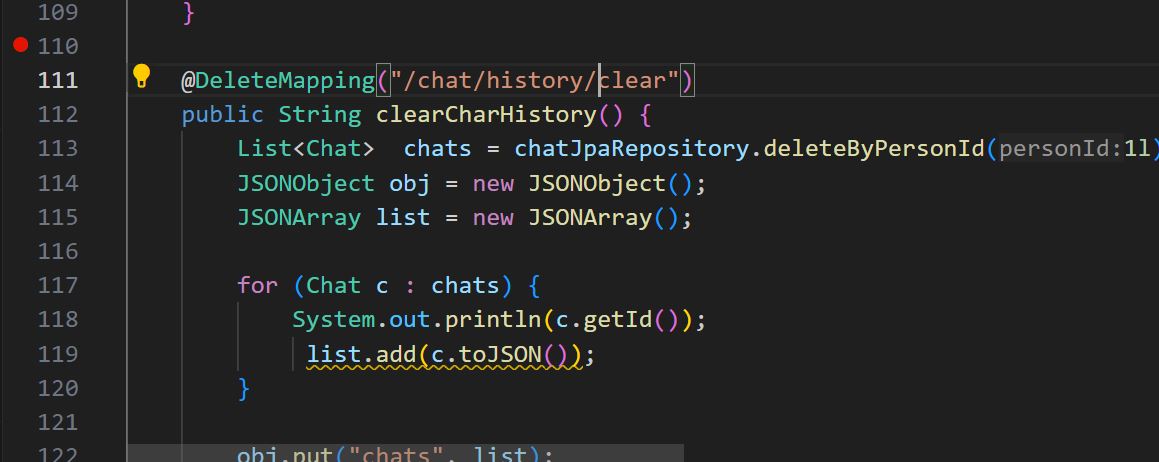 109 }
110
111 @DeleteMapping("/chat/history/clear")
112 public String clearCharHistory() {
113 List<Chat>  chats = chatJpaRepository.deleteByPersonId(personId:1l)
114 JSONObject obj = new JSONObject();
115 JSONArray list = new JSONArray();
116
117 for (Chat c : chats) {
118 System.out.println(c.getId());
119 list.add(c.toJSON());
120 }
121
122 obj.put("chats", list);